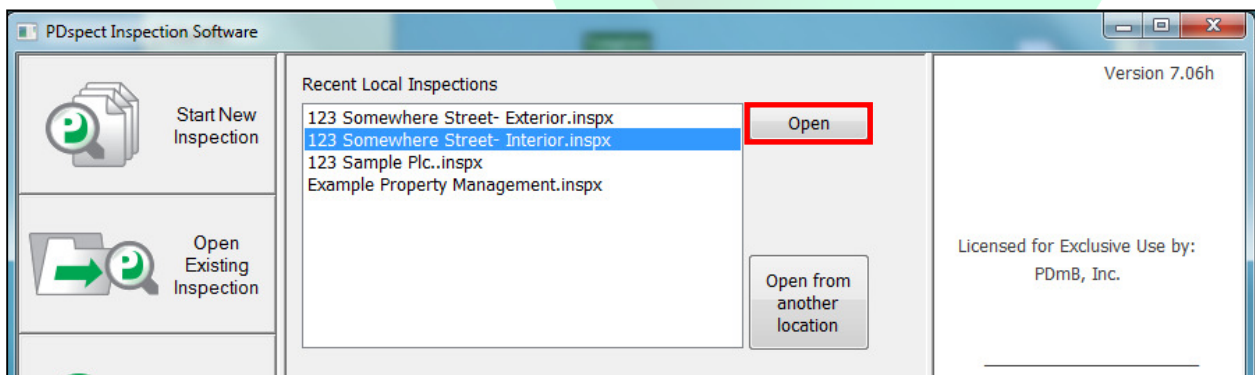 PDspect Inspection Software
Start New
Inspection
Open
Existing
Inspection
Recent Local Inspections
123 Somewhere Street- Exterior.inspx
123 Somewhere Street- Interior.inspx
123 Sample Plc..inspx
Example Property Management.inspx
Open
Open from
another
location
Version 7.06h
Licensed for Exclusive Use by:
PDmB, Inc.